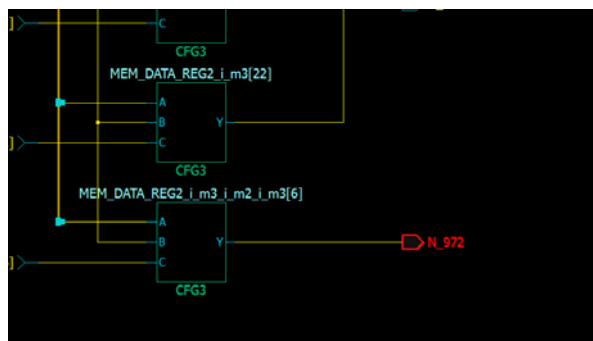 C
CFG3
MEM_DATA_REG2_i_m3[22]
A
B Y
C
CFG3
MEM_DATA_REG2_i_m3_i_m2_i_m3[6]
A
B Y N_972
C
CFG3